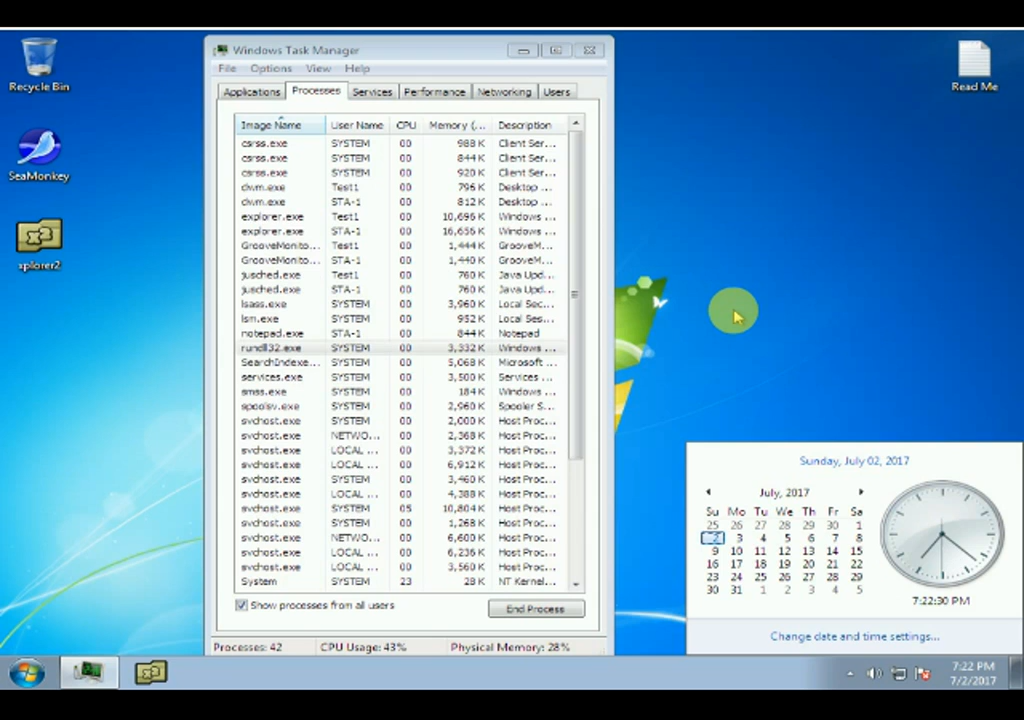 Recycle Bin
SeaMonkey
xplorer2
Read Me
Windows Task Manager
File Options View Help
Applications Processes Services Performance Networking Users
Image Name User Name CPU Memory (... Description
csrss.exe SYSTEM 00 988 K Client Ser...
csrss.exe SYSTEM 00 844 K Client Ser...
csrss.exe SYSTEM 00 920 K Client Ser...
dwm.exe Test1 00 796 K Desktop ...
dwm.exe STA-1 00 812 K Desktop ...
explorer.exe Test1 00 10,696 K Windows ...
explorer.exe STA-1 00 16,656 K Windows ...
GrooveMonito... Test1 00 1,444 K GrooveM...
GrooveMonito... STA-1 00 1,440 K GrooveM...
jusched.exe Test1 00 760 K Java Upd...
jusched.exe STA-1 00 760 K Java Upd...
lsass.exe SYSTEM 00 3,960 K Local Sec...
lsm.exe SYSTEM 00 952 K Local Ses...
notepad.exe STA-1 00 844 K Notepad
rundll32.exe SYSTEM 00 3,332 K Windows ...
SearchIndexe... SYSTEM 00 5,068 K Microsoft ...
services.exe SYSTEM 00 3,500 K Services ...
smss.exe SYSTEM 00 184 K Windows ...
spoolsv.exe SYSTEM 00 2,960 K Spooler S...
svchost.exe SYSTEM 00 2,000 K Host Proc...
svchost.exe NETWO... 00 2,368 K Host Proc...
svchost.exe LOCAL ... 00 3,372 K Host Proc...
svchost.exe LOCAL ... 00 6,912 K Host Proc...
svchost.exe SYSTEM 00 3,460 K Host Proc...
svchost.exe LOCAL ... 00 4,388 K Host Proc...
svchost.exe SYSTEM 05 10,804 K Host Proc...
svchost.exe SYSTEM 00 1,268 K Host Proc...
svchost.exe NETWO... 00 6,600 K Host Proc...
svchost.exe LOCAL ... 00 6,236 K Host Proc...
svchost.exe LOCAL ... 00 3,560 K Host Proc...
System SYSTEM 23 28 K NT Kernel...
Show processes from all users
End Process
Processes: 42 CPU Usage: 43% Physical Memory: 28%
Sunday, July 02, 2017
July, 2017
Su Mo Tu We Th Fr Sa
25 26 27 28 29 30 1
2 3 4 5 6 7 8
9 10 11 12 13 14 15
16 17 18 19 20 21 22
23 24 25 26 27 28 29
30 31 1 2 3 4 5
7:22:30 PM
Change date and time settings...
7:22 PM
7/2/2017